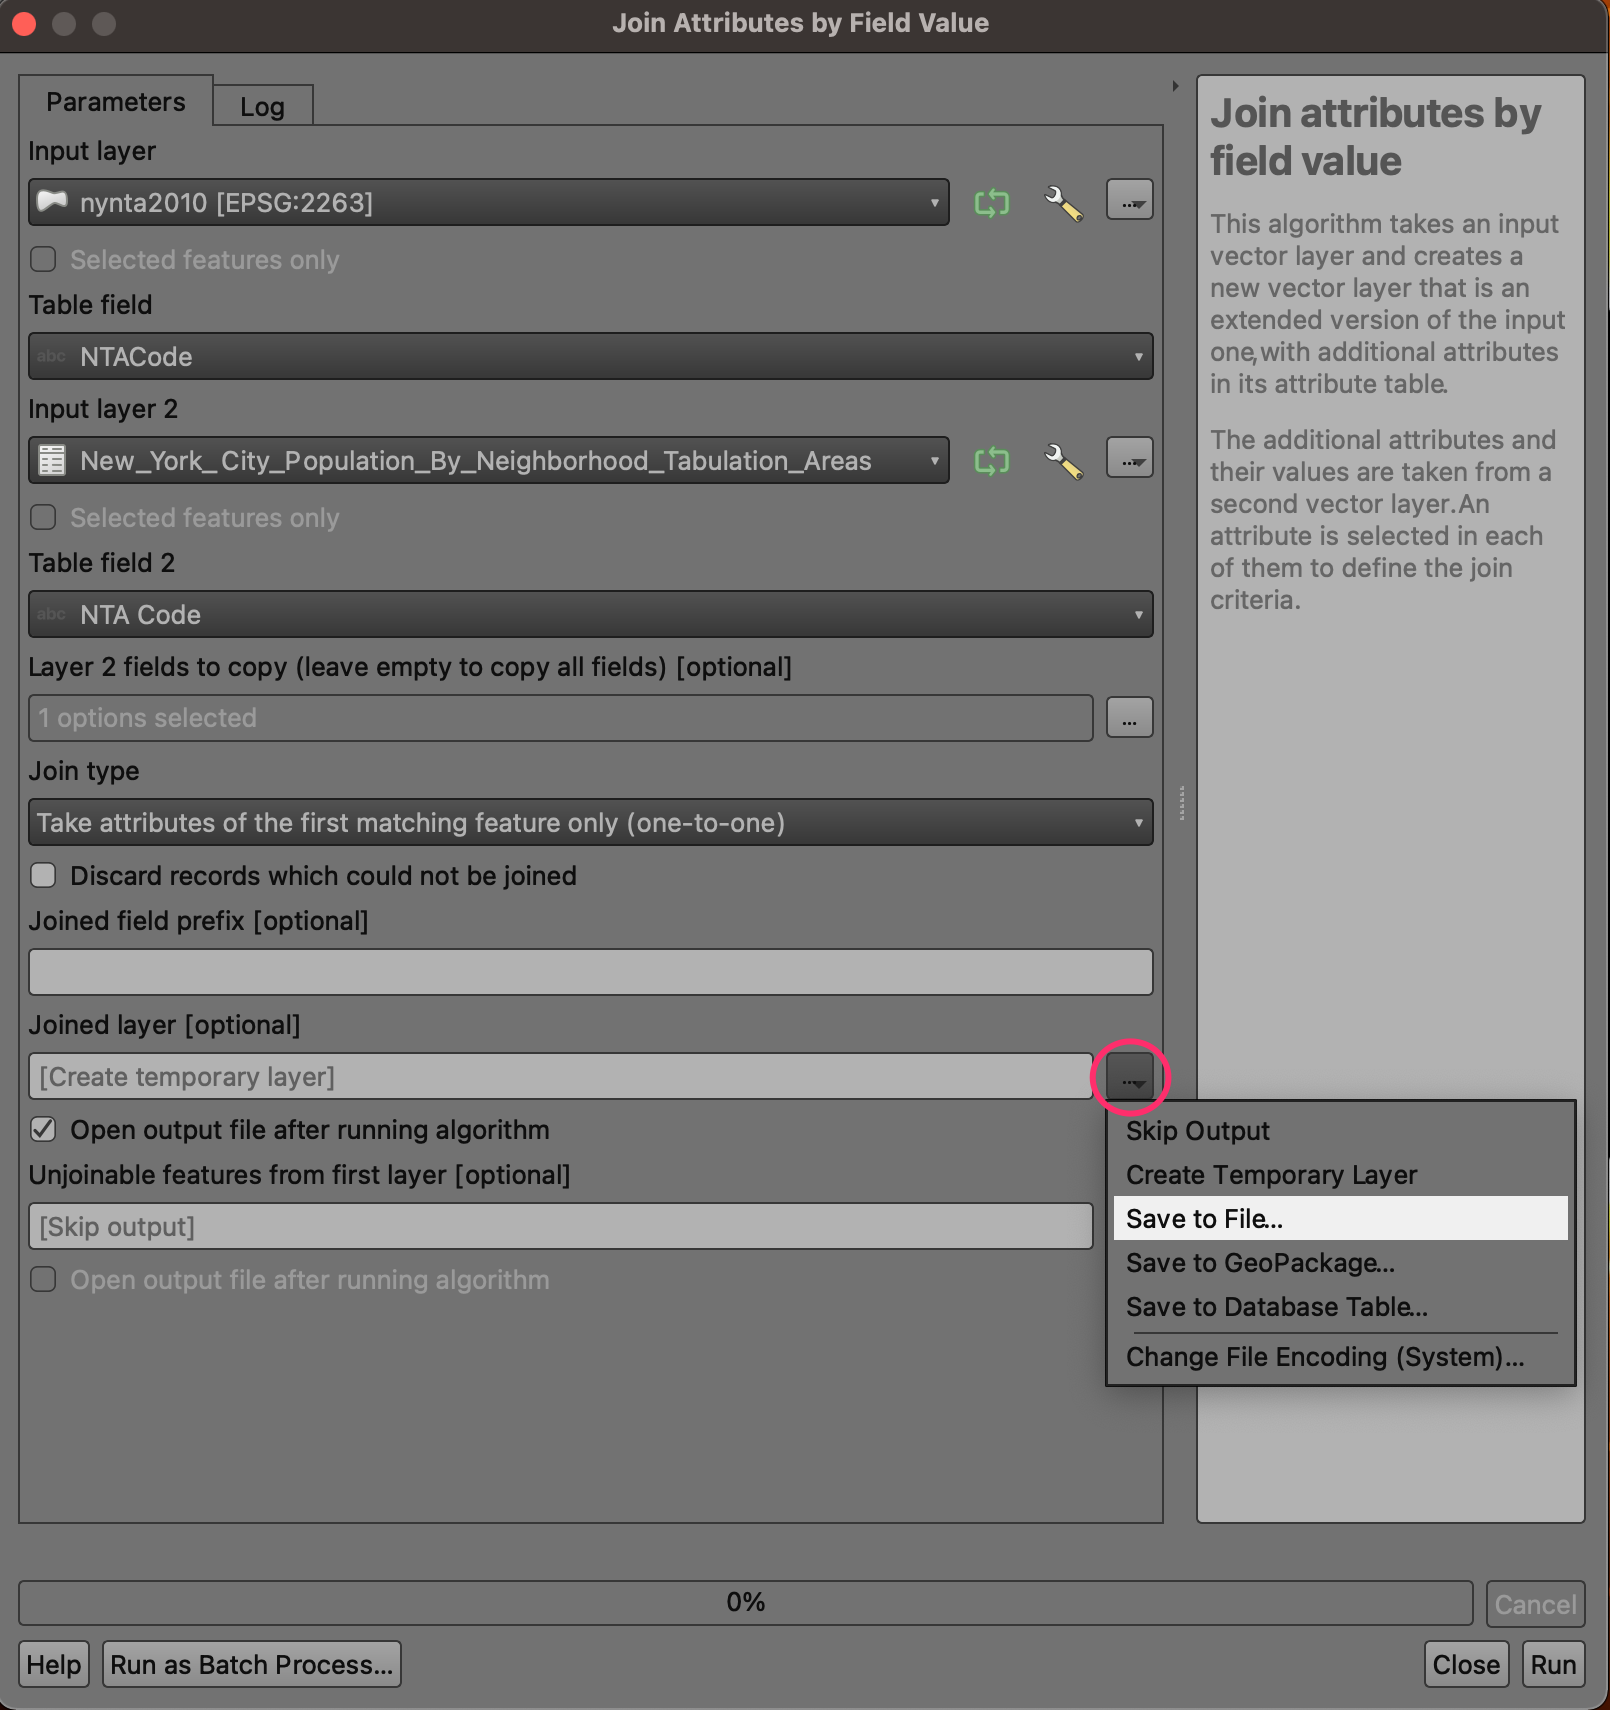 Join Attributes by Field Value
Parameters
Log
Input layer
nynta2010 [EPSG:2263]
...
Selected features only
Table field
abc NTACode
Input layer 2
New_York_City_Population_By_Neighborhood_Tabulation_Areas
...
Selected features only
Table field 2
abc NTA Code
Layer 2 fields to copy (leave empty to copy all fields) [optional]
1 options selected
...
Join type
Take attributes of the first matching feature only (one-to-one)
Discard records which could not be joined
Joined field prefix [optional]
Joined layer [optional]
[Create temporary layer]
...
Open output file after running algorithm
Unjoinable features from first layer [optional]
[Skip output]
Open output file after running algorithm
Skip Output
Create Temporary Layer
Save to File...
Save to GeoPackage...
Save to Database Table...
Change File Encoding (System)...
Join attributes by
field value
This algorithm takes an input
vector layer and creates a
new vector layer that is an
extended version of the input
one, with additional attributes
in its attribute table.
The additional attributes and
their values are taken from a
second vector layer. An
attribute is selected in each
of them to define the join
criteria.
0%
Cancel
Help
Run as Batch Process...
Close
Run